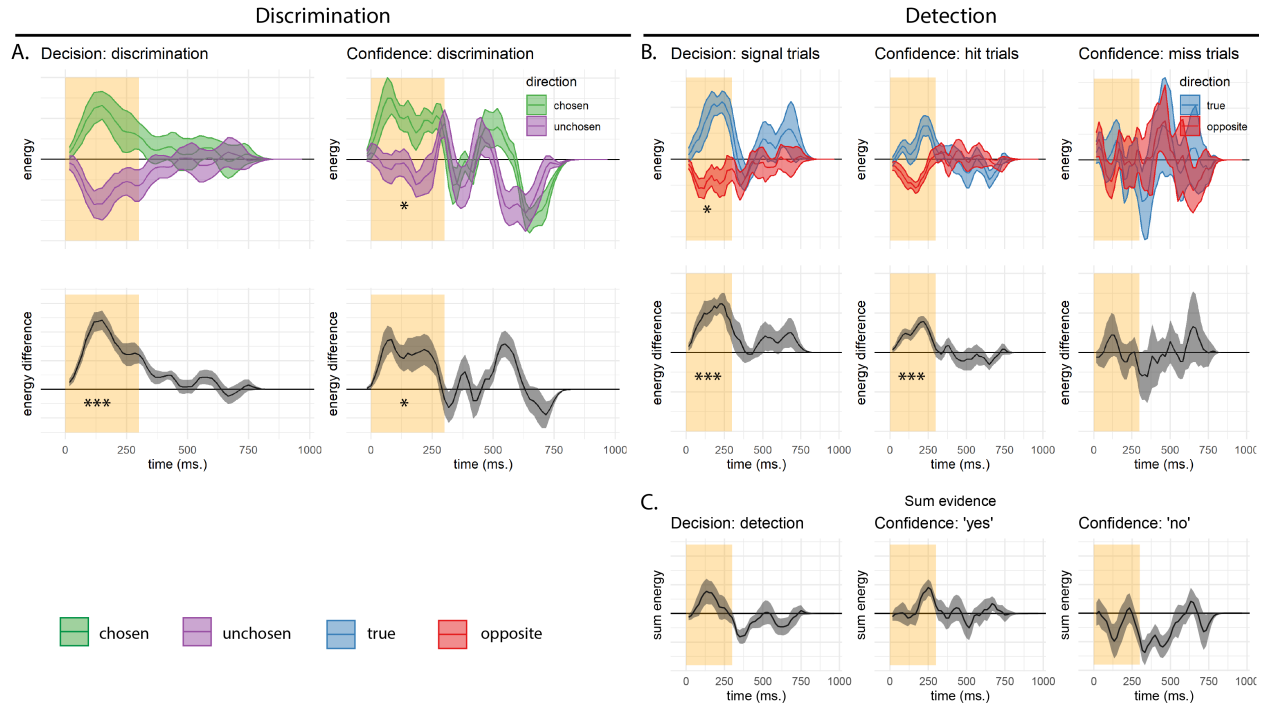 Discrimination
Detection
A. Decision: discrimination
Confidence: discrimination
direction
chosen
unchosen
energy
energy
*
energy difference
energy difference
***
*
0 250 500 750 1000
time (ms.)
0 250 500 750 1000
time (ms.)
B. Decision: signal trials
Confidence: hit trials
Confidence: miss trials
direction
true
opposite
energy
energy
energy
*
energy difference
energy difference
energy difference
***
***
0 250 500 750 1000
time (ms.)
0 250 500 750 1000
time (ms.)
0 250 500 750 1000
time (ms.)
C.
Sum evidence
Decision: detection
Confidence: 'yes'
Confidence: 'no'
sum energy
sum energy
sum energy
0 250 500 750 1000
time (ms.)
0 250 500 750 1000
time (ms.)
0 250 500 750 1000
time (ms.)
chosen
unchosen
true
opposite